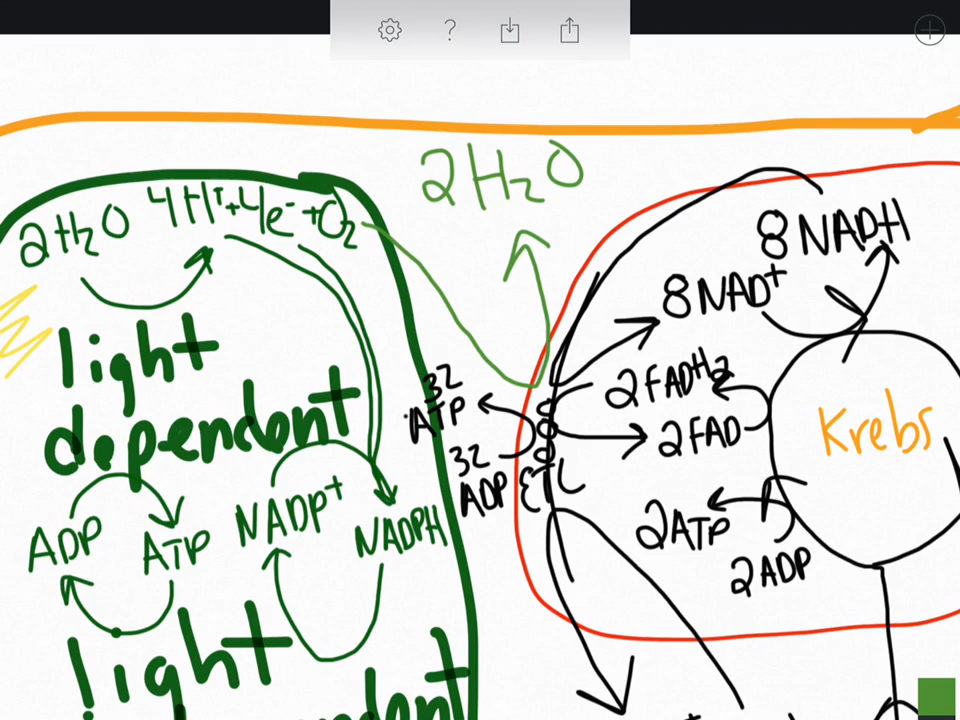 2H₂O
2H₂O 4H⁺+4e⁻+O₂
8 NADH
8 NAD⁺
light
dependent
2FADH₂
2FAD
32
ATP
32
ADP
ETC
Krebs
2ATP
2ADP
ADP
ATP
NADP⁺
NADPH
light